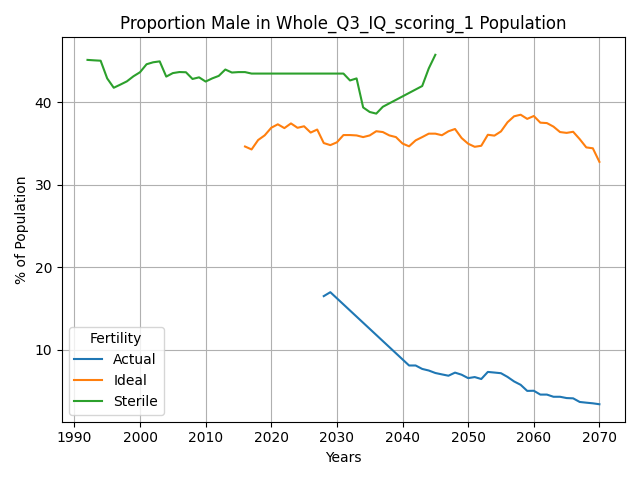 Proportion Male in Whole_Q3_IQ_scoring_1 Population
% of Population
40
30
20
10
Fertility
Actual
Ideal
Sterile
1990 2000 2010 2020 2030 2040 2050 2060 2070
Years